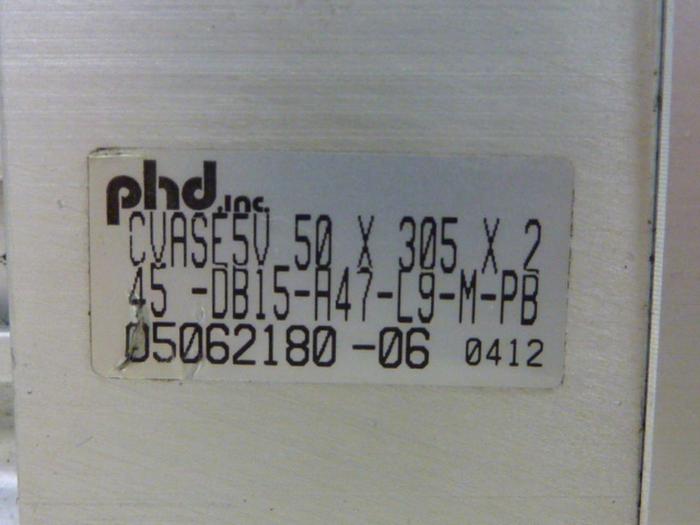 phd, inc.
CVASE5V 50 X 305 X 2
45 -DB15-A47-L9-M-PB
05062180-06 0412